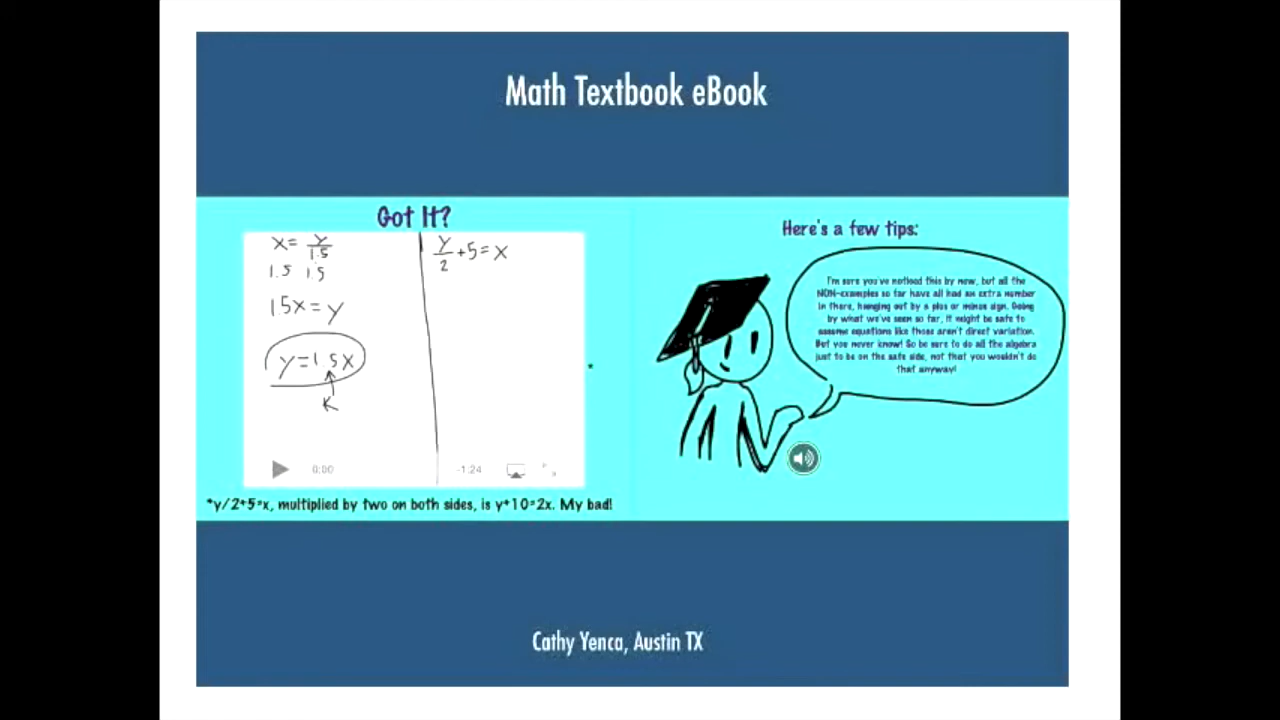 Math Textbook eBook
Got It?
x= y/1.5
1.5 1.5
1.5x=y
y=1.5x
K
y/2+5=x
0:00
-1:24
*y/2+5=x, multiplied by two on both sides, is y+10=2x. My bad!
Here's a few tips:
I'm sure you've noticed this by now, but all the
NON-examples so far have all had an extra number
in there, hanging out by a plus or minus sign. Going
by what we've seen so far, it might be safe to
assume equations like those aren't direct variation.
But you never know! So be sure to do all the algebra
just to be on the safe side, not that you wouldn't do
that anyway!
Cathy Yenca, Austin TX